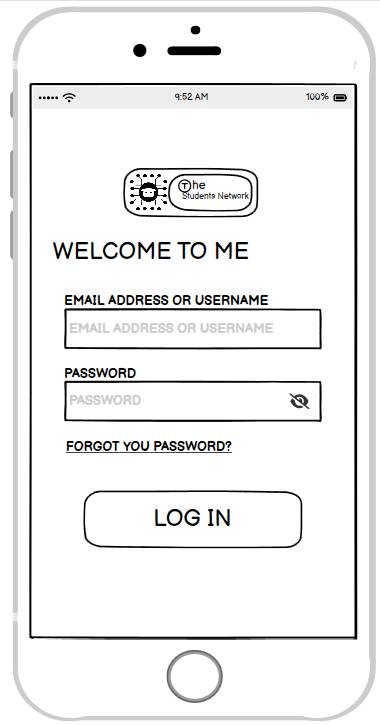 9:52 AM 100%
The
Students Network
WELCOME TO ME
EMAIL ADDRESS OR USERNAME
EMAIL ADDRESS OR USERNAME
PASSWORD
PASSWORD
FORGOT YOU PASSWORD?
LOG IN